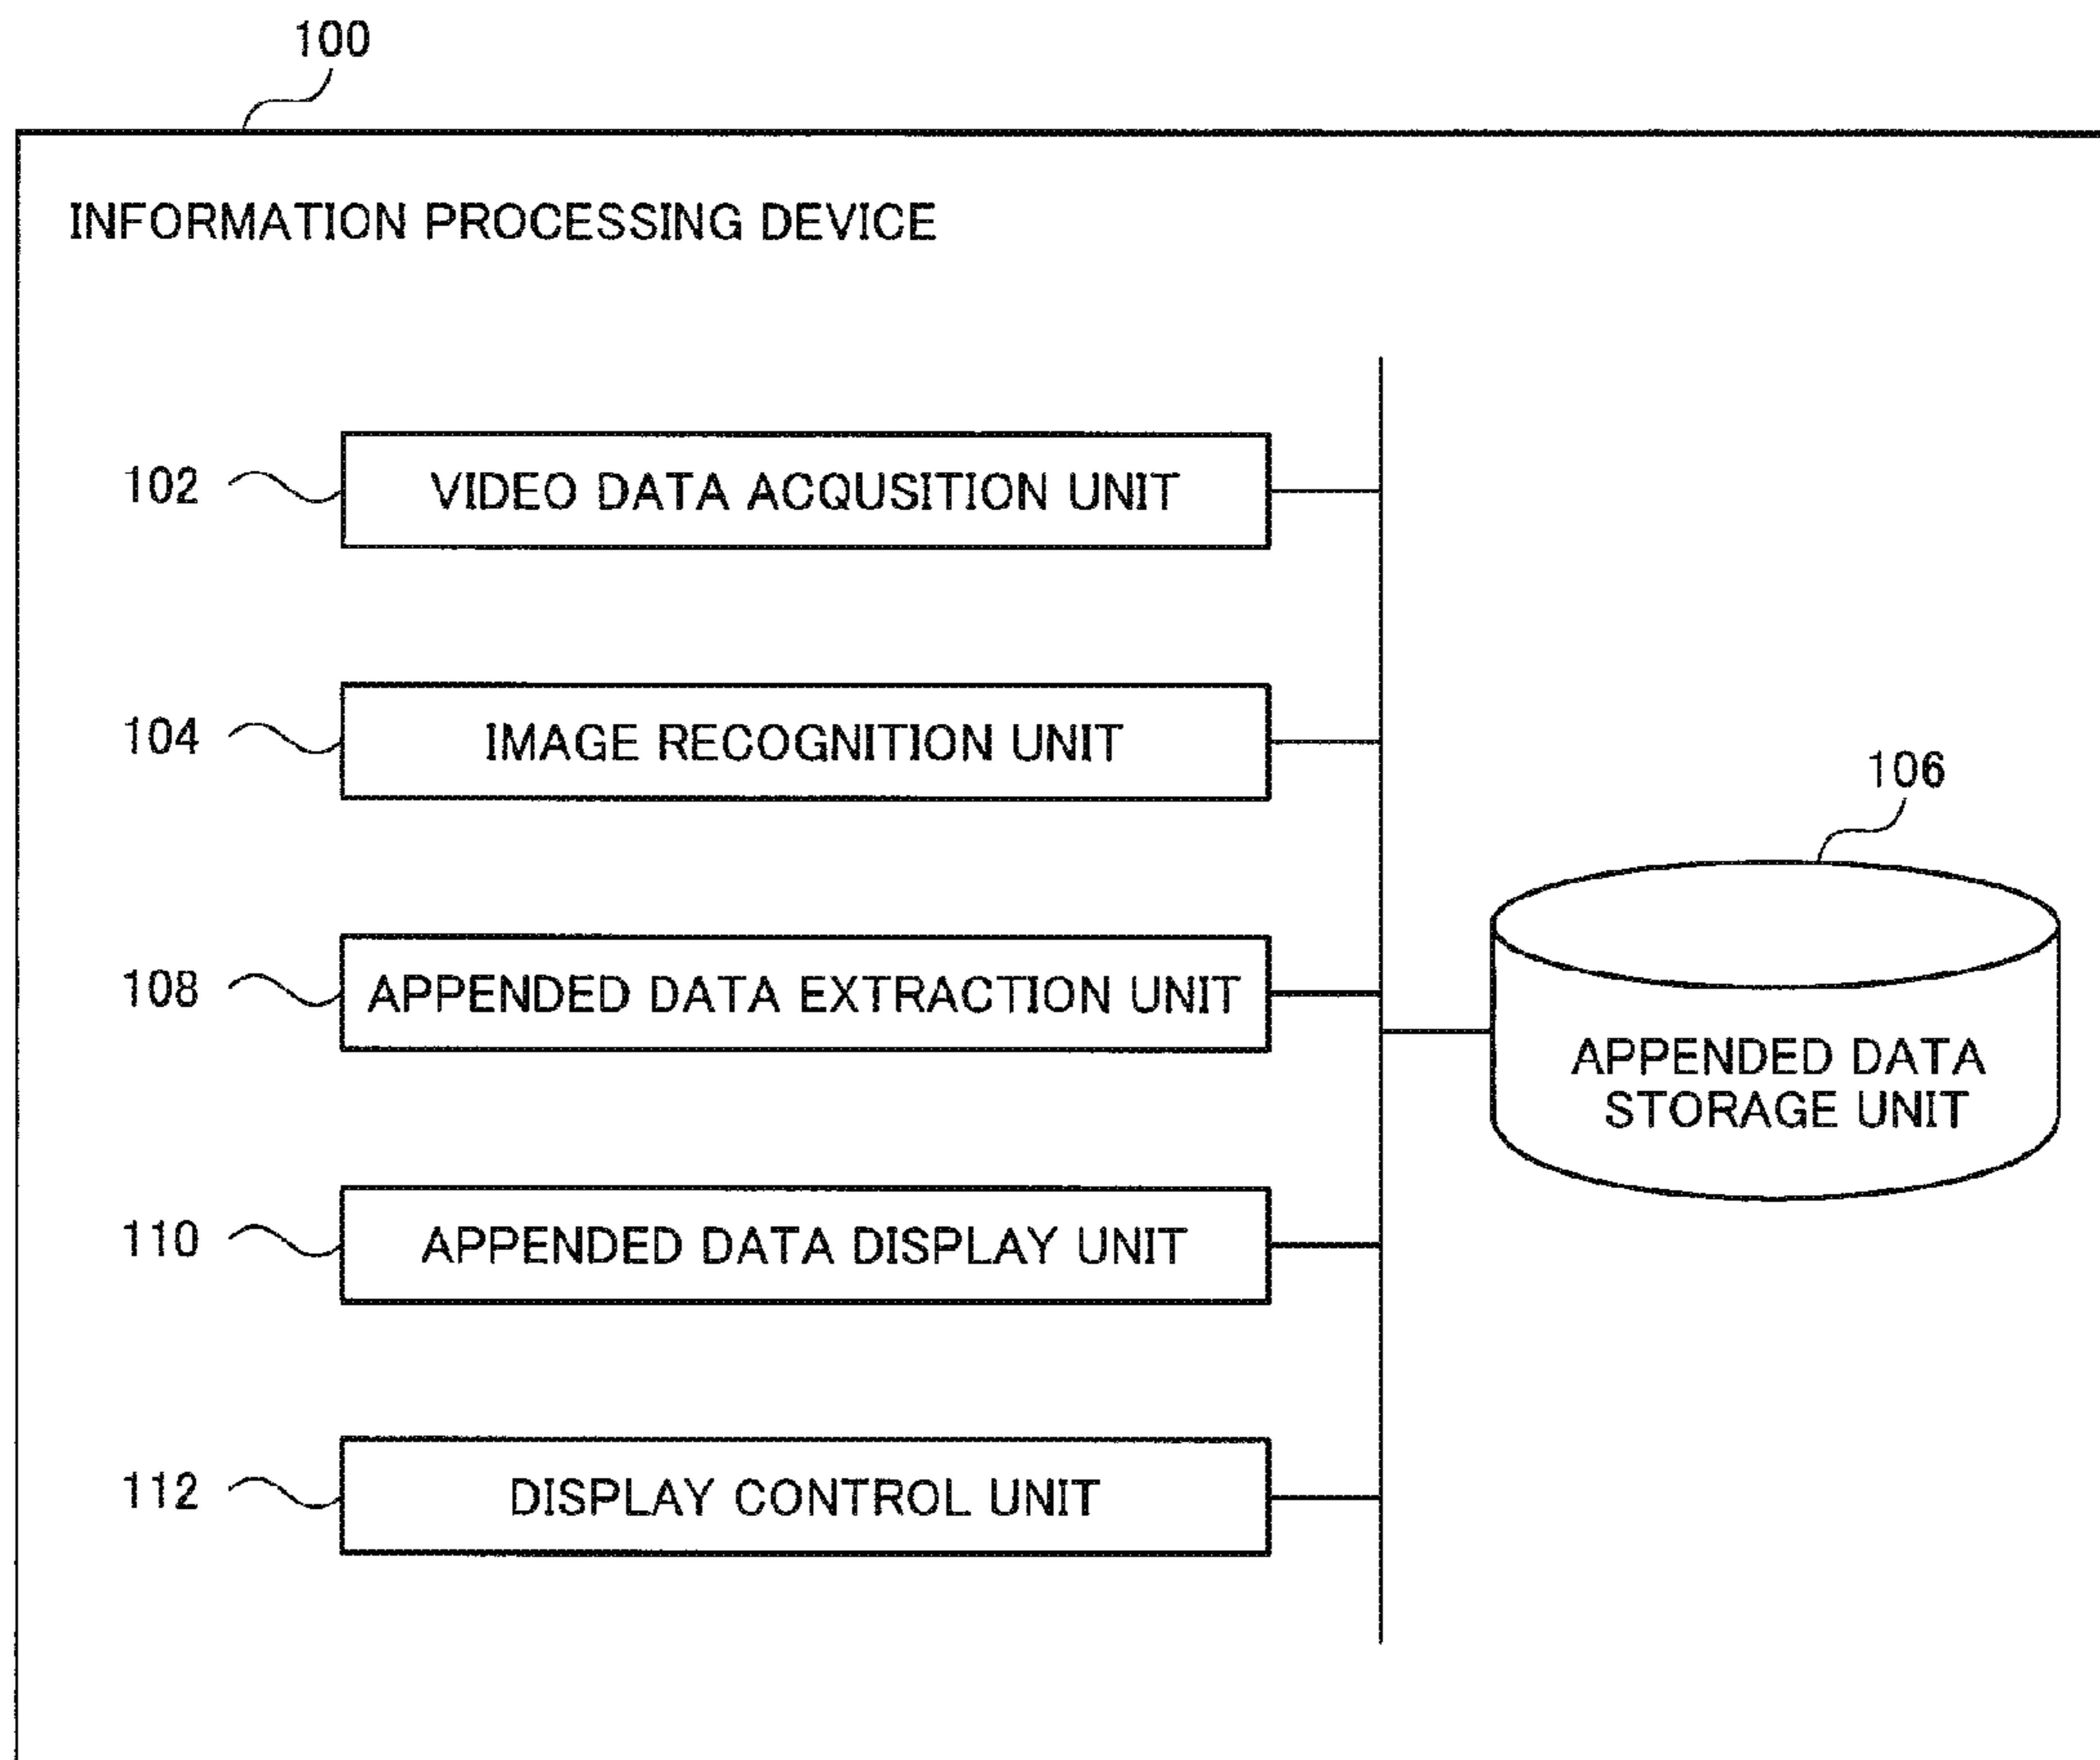 100
INFORMATION PROCESSING DEVICE
102 VIDEO DATA ACQUSITION UNIT
104 IMAGE RECOGNITION UNIT
106
108 APPENDED DATA EXTRACTION UNIT
APPENDED DATA
STORAGE UNIT
110 APPENDED DATA DISPLAY UNIT
112 DISPLAY CONTROL UNIT